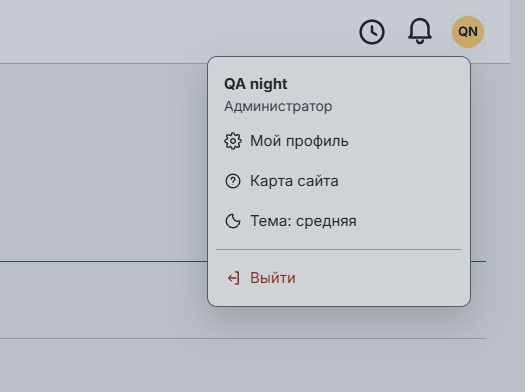 QN
QA night
Администратор
Мой профиль
Карта сайта
Тема: средняя
Выйти